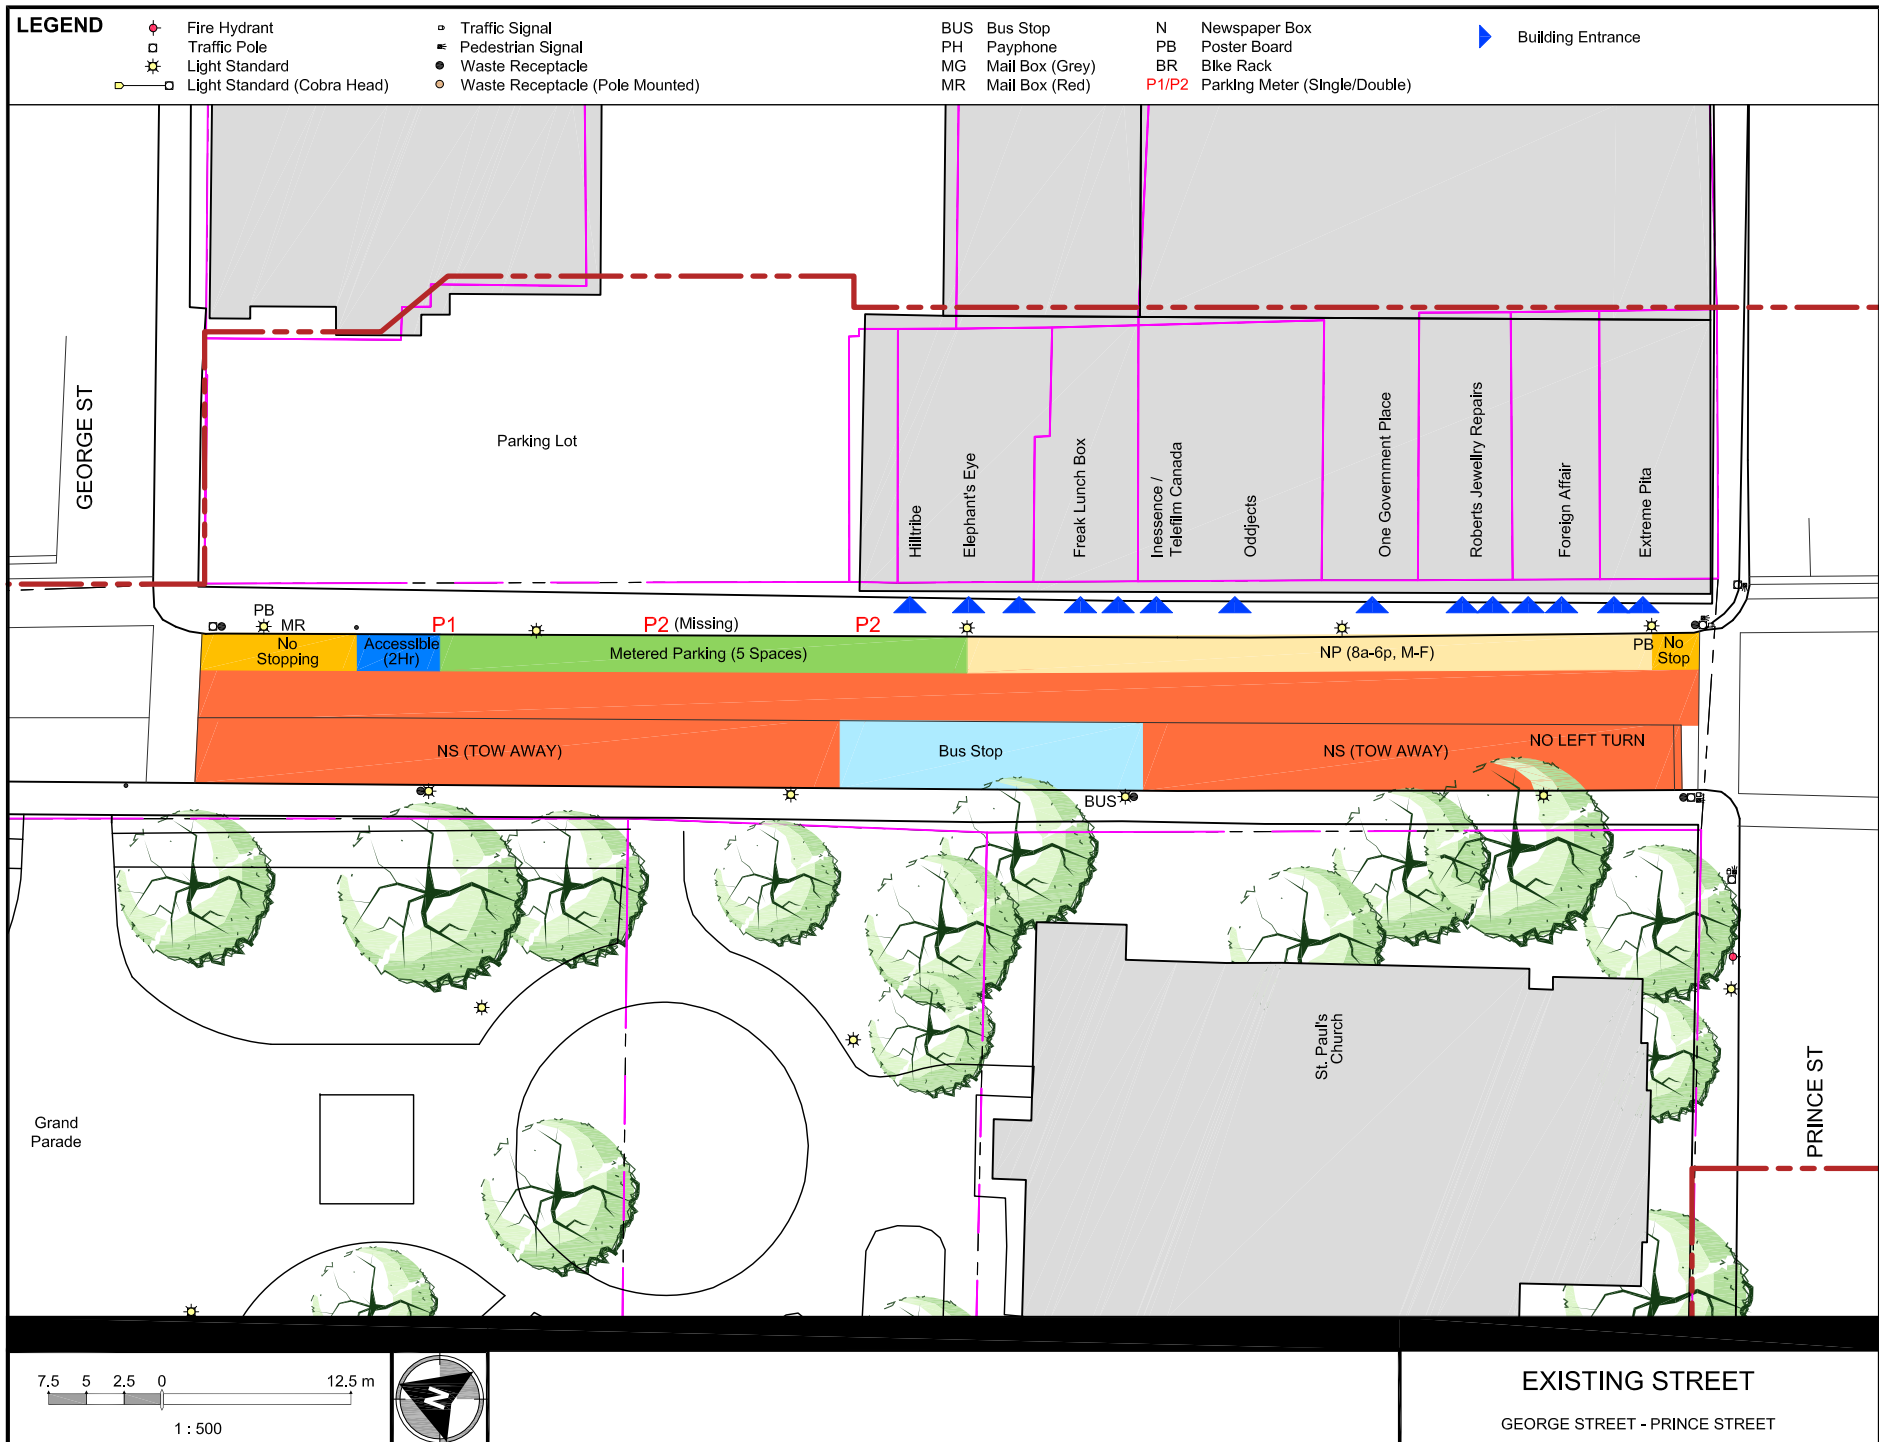 LEGEND
Fire Hydrant
Traffic Pole
Light Standard
Light Standard (Cobra Head)
Traffic Signal
Pedestrian Signal
Waste Receptacle
Waste Receptacle (Pole Mounted)
BUS Bus Stop
PH Payphone
MG Mail Box (Grey)
MR Mail Box (Red)
N Newspaper Box
PB Poster Board
BR Bike Rack
P1/P2 Parking Meter (Single/Double)
Building Entrance
GEORGE ST
Parking Lot
Hilltribe
Elephant's Eye
Freak Lunch Box
Inessence /
Telefilm Canada
Oddjects
One Government Place
Roberts Jewellry Repairs
Foreign Affair
Extreme Pita
PB
MR
P1
P2 (Missing)
P2
No
Stopping
Accessible
(2Hr)
Metered Parking (5 Spaces)
NP (8a-6p, M-F)
PB
No
Stop
NS (TOW AWAY)
Bus Stop
NS (TOW AWAY)
NO LEFT TURN
BUS
St. Paul's
Church
Grand
Parade
PRINCE ST
7.5 5 2.5 0 12.5 m
1 : 500
N
EXISTING STREET
GEORGE STREET - PRINCE STREET